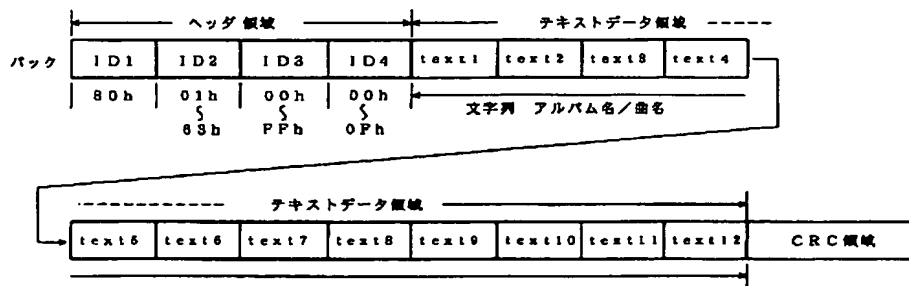 ヘッダ領域 テキストデータ領域
パック ID1 ID2 ID3 ID4 text1 text2 text3 text4
80h 01h 00h 00h 文字列 アルバム名/曲名
∫ ∫ ∫
63h FFh 0Fh
テキストデータ領域
text5 text6 text7 text8 text9 text10 text11 text12 CRC領域